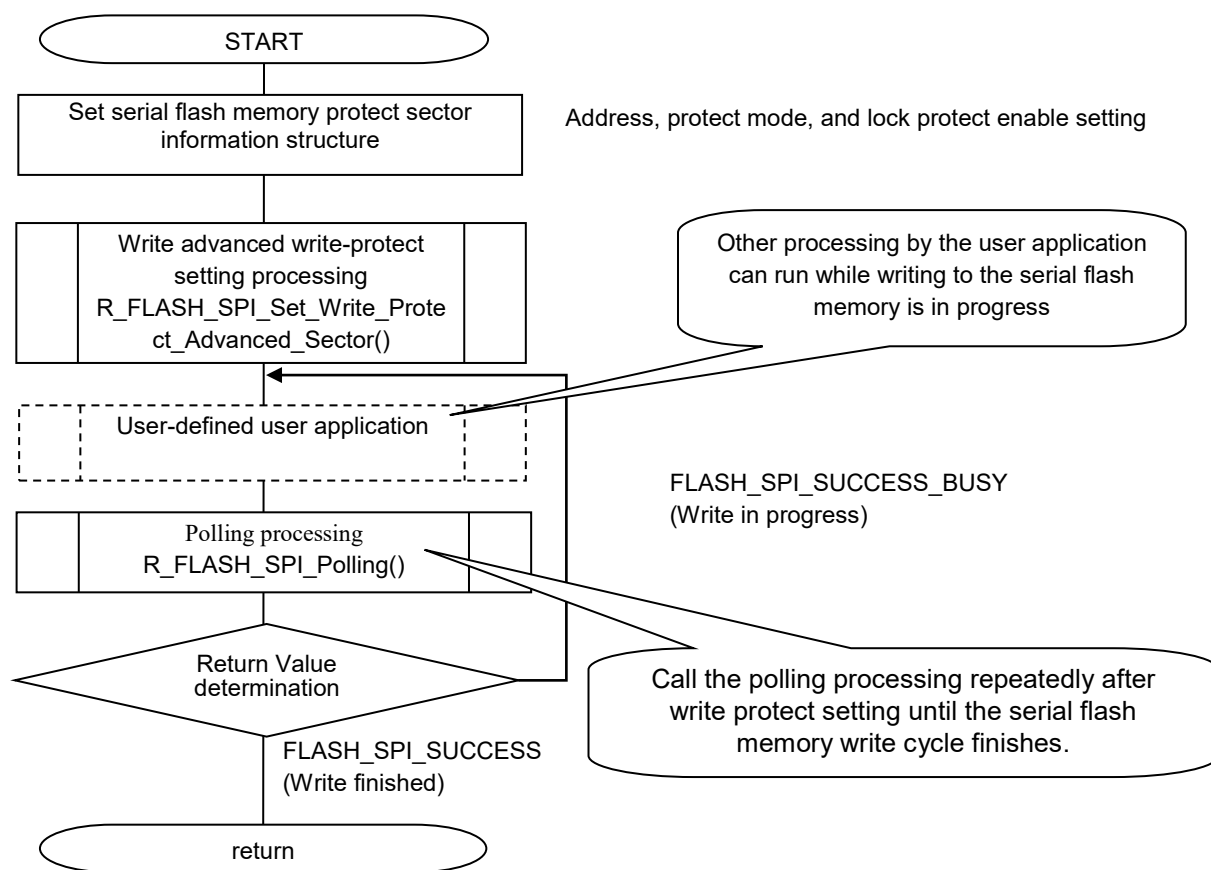 START
Set serial flash memory protect sector
information structure
Address, protect mode, and lock protect enable setting
Write advanced write-protect
setting processing
R_FLASH_SPI_Set_Write_Prote
ct_Advanced_Sector()
Other processing by the user application
can run while writing to the serial flash
memory is in progress
User-defined user application
FLASH_SPI_SUCCESS_BUSY
(Write in progress)
Polling processing
R_FLASH_SPI_Polling()
Return Value
determination
Call the polling processing repeatedly after
write protect setting until the serial flash
memory write cycle finishes.
FLASH_SPI_SUCCESS
(Write finished)
return